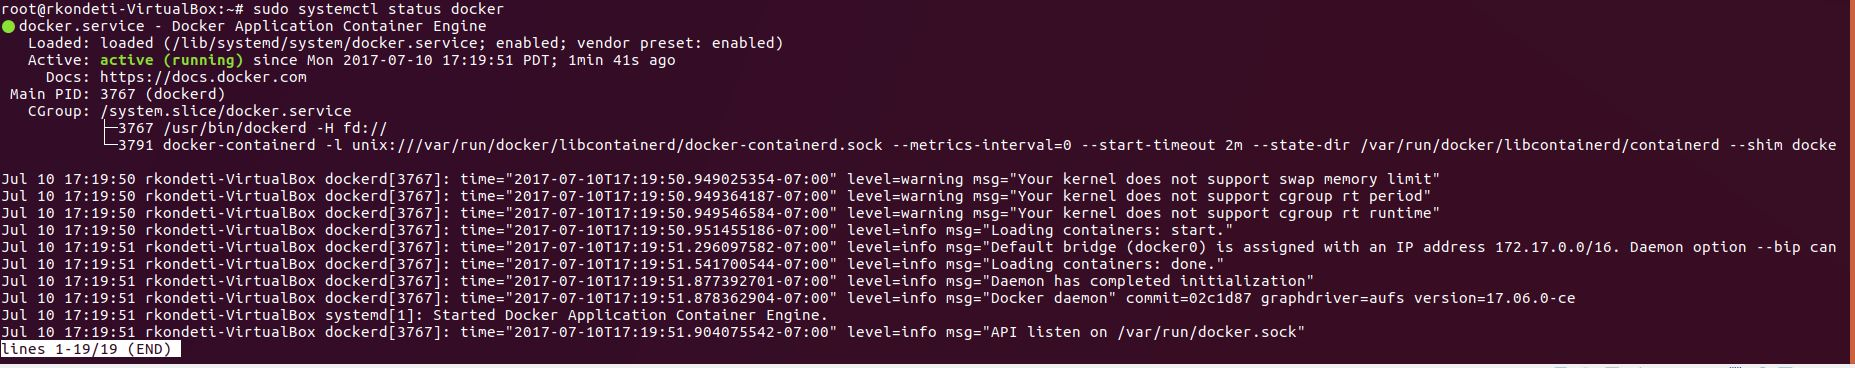 root@rkondeti-VirtualBox:~# sudo systemctl status docker
● docker.service - Docker Application Container Engine
   Loaded: loaded (/lib/systemd/system/docker.service; enabled; vendor preset: enabled)
   Active: active (running) since Mon 2017-07-10 17:19:51 PDT; 1min 41s ago
     Docs: https://docs.docker.com
 Main PID: 3767 (dockerd)
   CGroup: /system.slice/docker.service
           ├─3767 /usr/bin/dockerd -H fd://
           └─3791 docker-containerd -l unix:///var/run/docker/libcontainerd/docker-containerd.sock --metrics-interval=0 --start-timeout 2m --state-dir /var/run/docker/libcontainerd/containerd --shim docke
Jul 10 17:19:50 rkondeti-VirtualBox dockerd[3767]: time="2017-07-10T17:19:50.949025354-07:00" level=warning msg="Your kernel does not support swap memory limit"
Jul 10 17:19:50 rkondeti-VirtualBox dockerd[3767]: time="2017-07-10T17:19:50.949364187-07:00" level=warning msg="Your kernel does not support cgroup rt period"
Jul 10 17:19:50 rkondeti-VirtualBox dockerd[3767]: time="2017-07-10T17:19:50.949546584-07:00" level=warning msg="Your kernel does not support cgroup rt runtime"
Jul 10 17:19:50 rkondeti-VirtualBox dockerd[3767]: time="2017-07-10T17:19:50.951455186-07:00" level=info msg="Loading containers: start."
Jul 10 17:19:51 rkondeti-VirtualBox dockerd[3767]: time="2017-07-10T17:19:51.296097582-07:00" level=info msg="Default bridge (docker0) is assigned with an IP address 172.17.0.0/16. Daemon option --bip can
Jul 10 17:19:51 rkondeti-VirtualBox dockerd[3767]: time="2017-07-10T17:19:51.541700544-07:00" level=info msg="Loading containers: done."
Jul 10 17:19:51 rkondeti-VirtualBox dockerd[3767]: time="2017-07-10T17:19:51.877392701-07:00" level=info msg="Daemon has completed initialization"
Jul 10 17:19:51 rkondeti-VirtualBox dockerd[3767]: time="2017-07-10T17:19:51.878362904-07:00" level=info msg="Docker daemon" commit=02c1d87 graphdriver=aufs version=17.06.0-ce
Jul 10 17:19:51 rkondeti-VirtualBox systemd[1]: Started Docker Application Container Engine.
Jul 10 17:19:51 rkondeti-VirtualBox dockerd[3767]: time="2017-07-10T17:19:51.904075542-07:00" level=info msg="API listen on /var/run/docker.sock"
lines 1-19/19 (END)